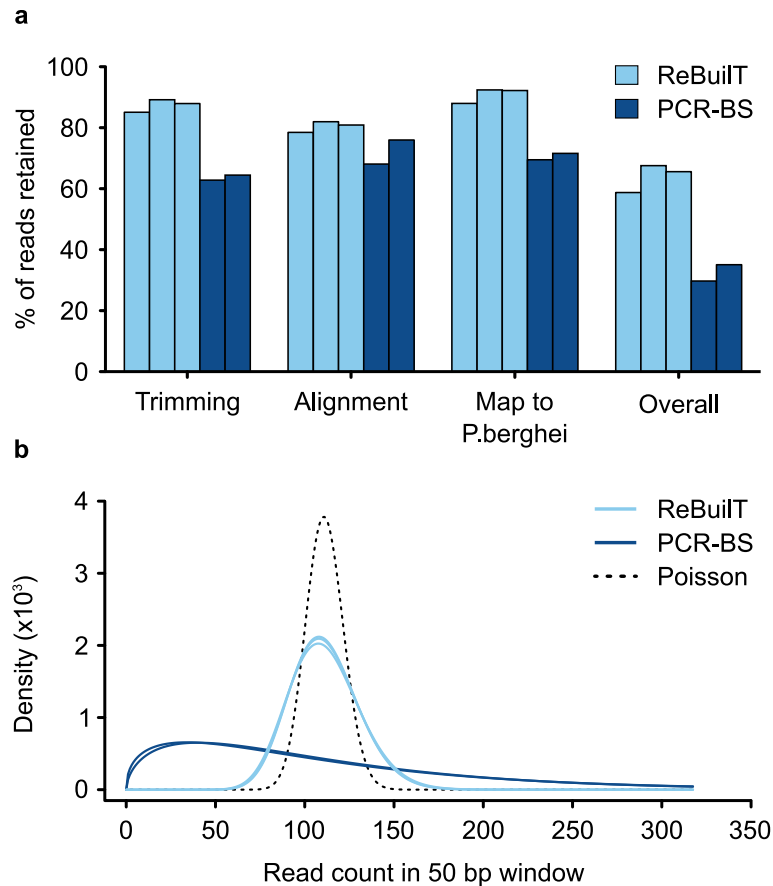 a
100
80
60
40
20
0
% of reads retained
ReBuilT
PCR-BS
Trimming
Alignment
Map to
P.berghei
Overall
b
4
3
2
1
0
Density (x10³)
ReBuilT
PCR-BS
Poisson
0 50 100 150 200 250 300 350
Read count in 50 bp window